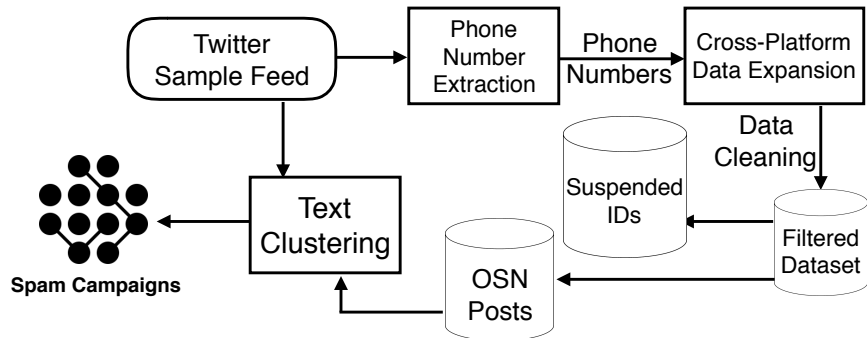 Twitter
Sample Feed
Phone
Number
Extraction
Phone
Numbers
Cross-Platform
Data Expansion
Data
Cleaning
Suspended
IDs
Filtered
Dataset
Text
Clustering
OSN
Posts
Spam Campaigns